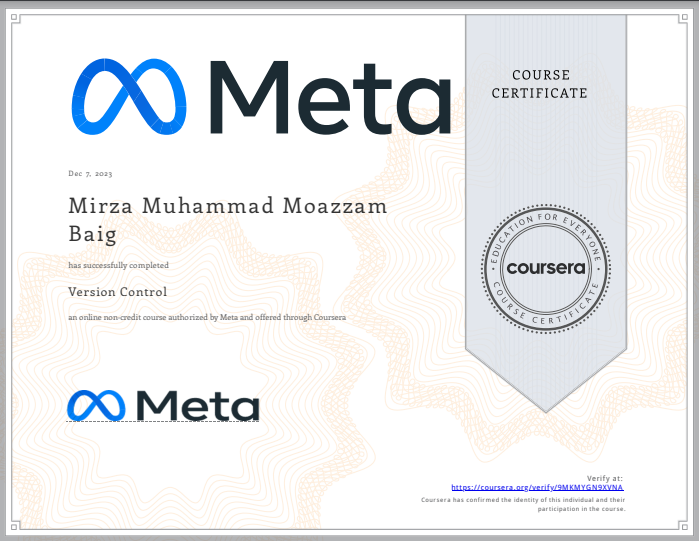 Meta
COURSE
CERTIFICATE
Dec 7, 2023
Mirza Muhammad Moazzam
Baig
has successfully completed
Version Control
an online non-credit course authorized by Meta and offered through Coursera
EDUCATION FOR EVERYONE
coursera
COURSE CERTIFICATE
Meta
Verify at:
https://coursera.org/verify/9MKMYGN9XVNA
Coursera has confirmed the identity of this individual and their
participation in the course.